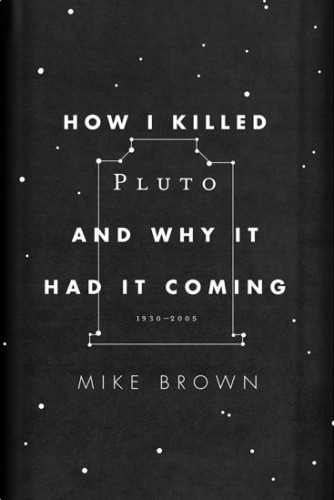 HOW I KILLED
PLUTO
AND WHY IT
HAD IT COMING
1930–2005
MIKE BROWN